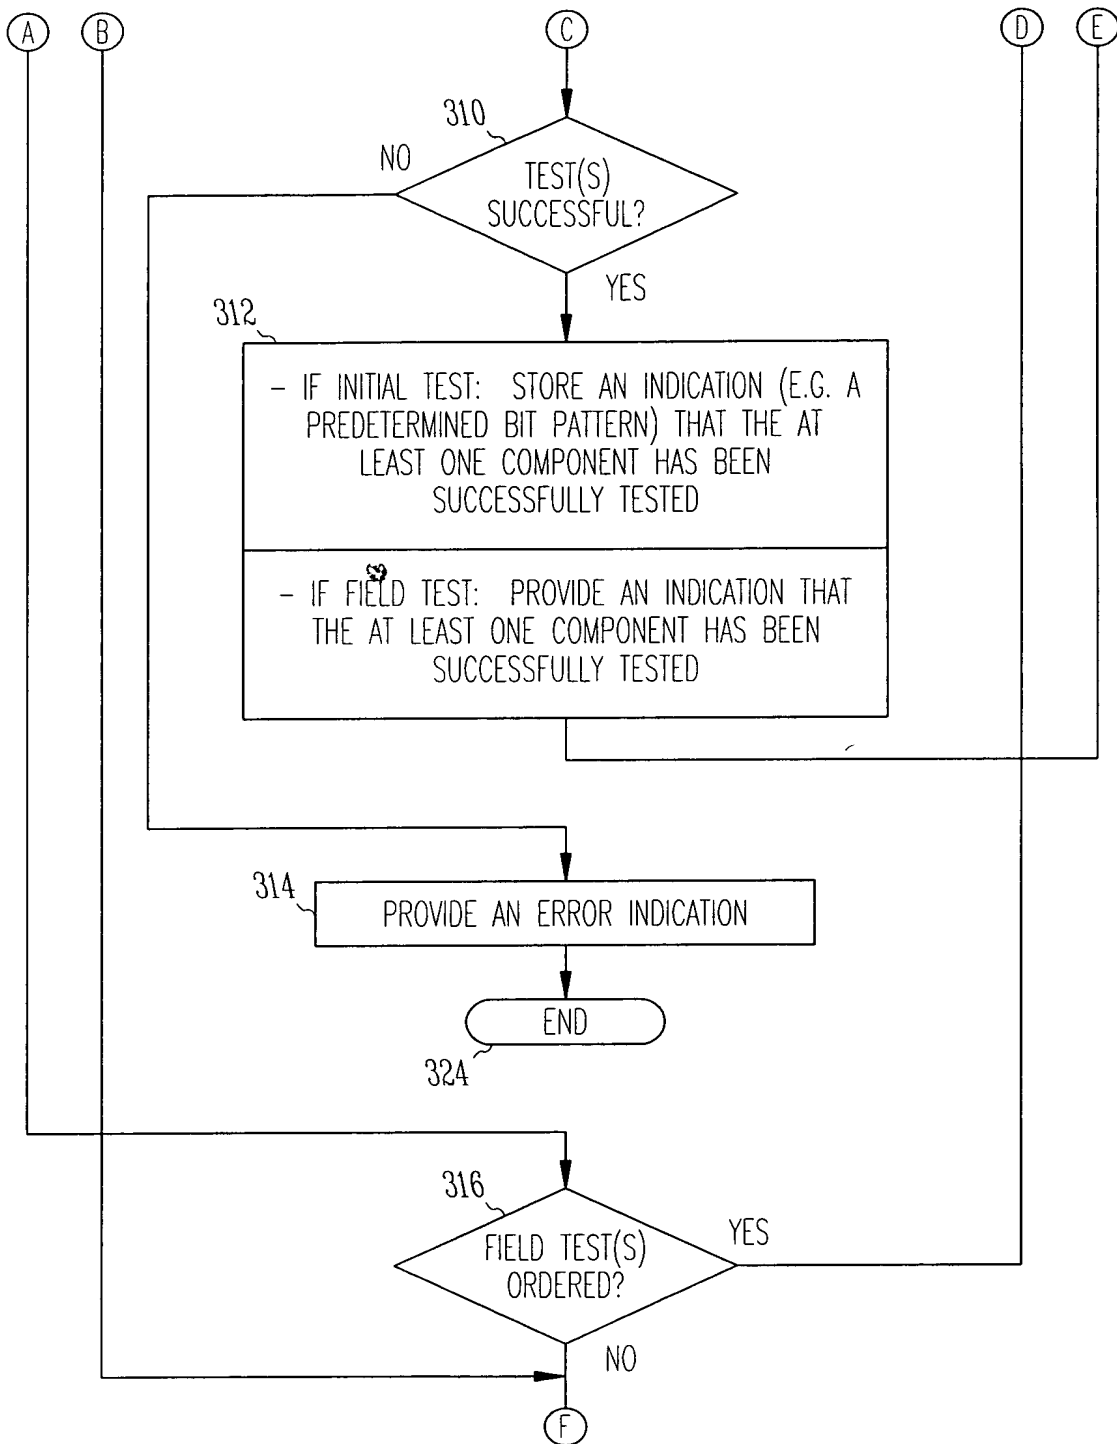 A B C D E
310
NO
TEST(S)
SUCCESSFUL?
YES
312
- IF INITIAL TEST: STORE AN INDICATION (E.G. A
PREDETERMINED BIT PATTERN) THAT THE AT
LEAST ONE COMPONENT HAS BEEN
SUCCESSFULLY TESTED
- IF FIELD TEST: PROVIDE AN INDICATION THAT
THE AT LEAST ONE COMPONENT HAS BEEN
SUCCESSFULLY TESTED
314
PROVIDE AN ERROR INDICATION
END
324
316
FIELD TEST(S)
ORDERED?
YES
NO
F